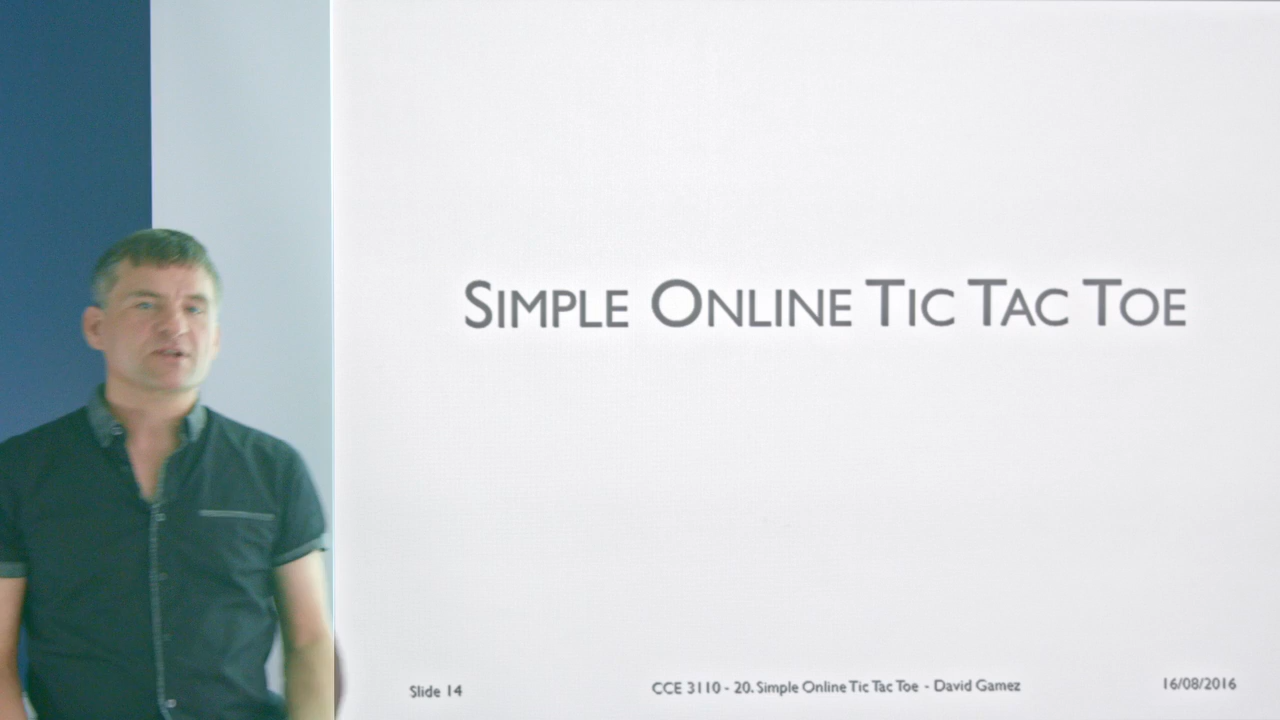 SIMPLE ONLINE TIC TAC TOE
Slide 14
CCE 3110 - 20. Simple Online Tic Tac Toe - David Gamez
16/08/2016